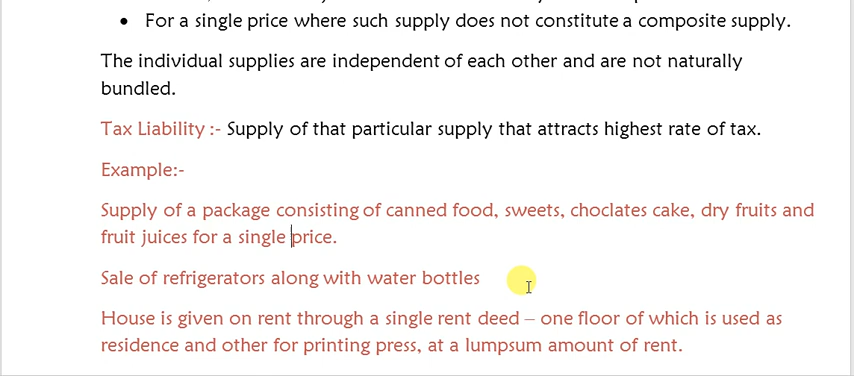 • For a single price where such supply does not constitute a composite supply.
The individual supplies are independent of each other and are not naturally
bundled.
Tax Liability :- Supply of that particular supply that attracts highest rate of tax.
Example:-
Supply of a package consisting of canned food, sweets, choclates cake, dry fruits and
fruit juices for a single price.
Sale of refrigerators along with water bottles
House is given on rent through a single rent deed – one floor of which is used as
residence and other for printing press, at a lumpsum amount of rent.